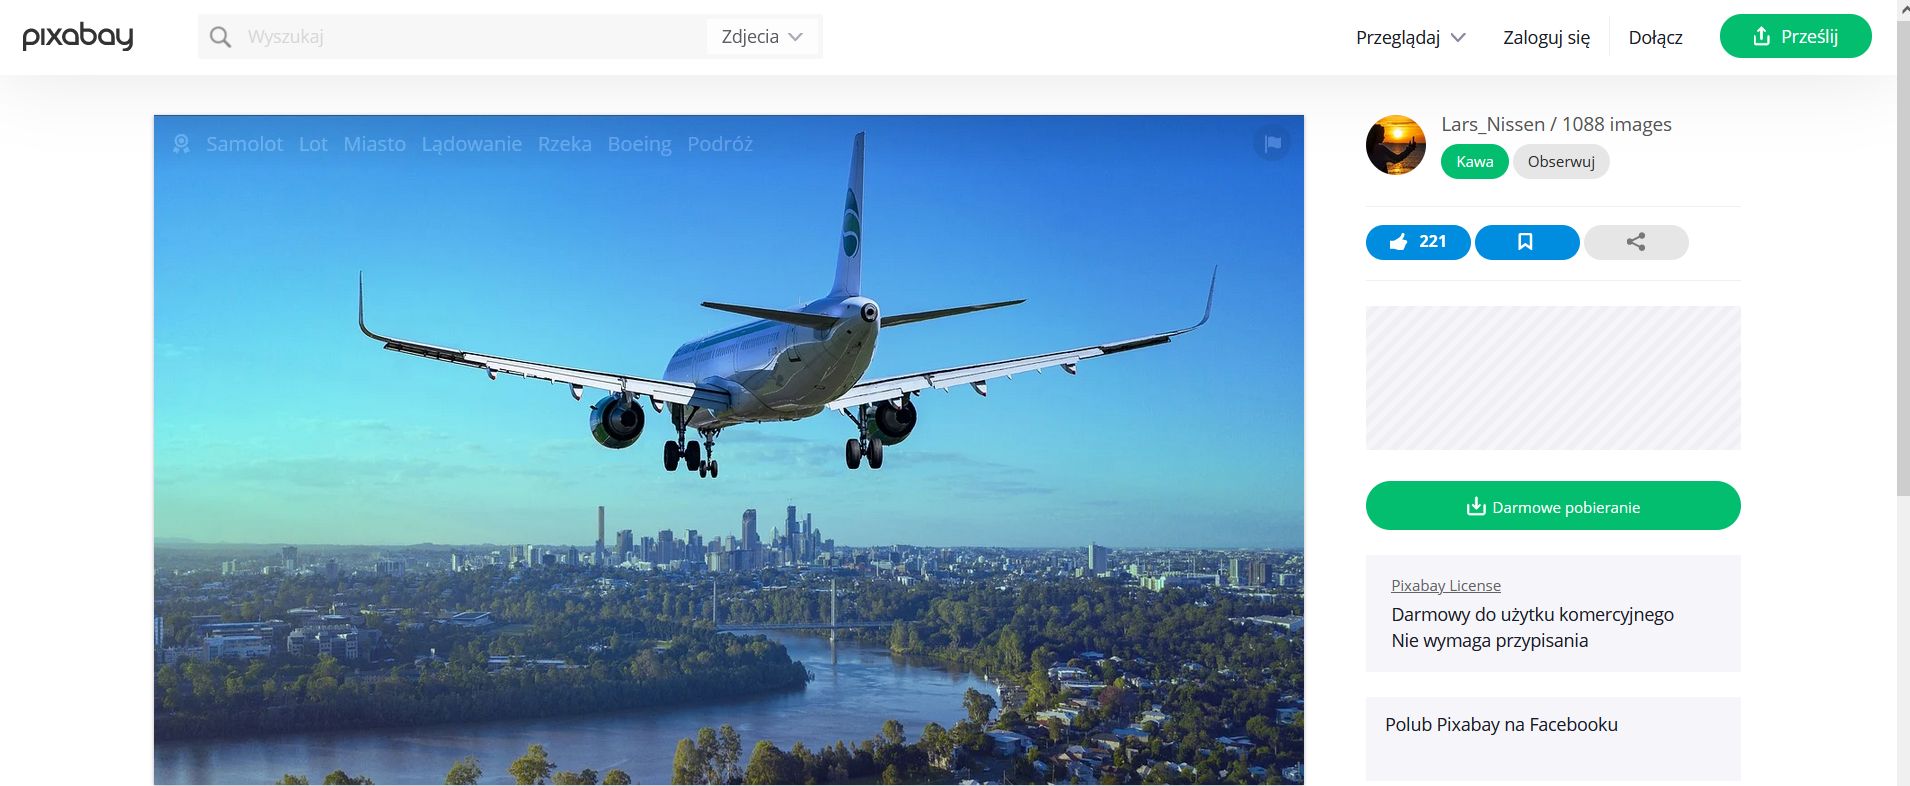 pixabay
Wyszukaj
Zdjecia
Przeglądaj
Zaloguj się
Dołącz
Prześlij
Samolot Lot Miasto Lądowanie Rzeka Boeing Podróż
Lars_Nissen / 1088 images
Kawa
Obserwuj
221
Darmowe pobieranie
Pixabay License
Darmowy do użytku komercyjnego
Nie wymaga przypisania
Polub Pixabay na Facebooku